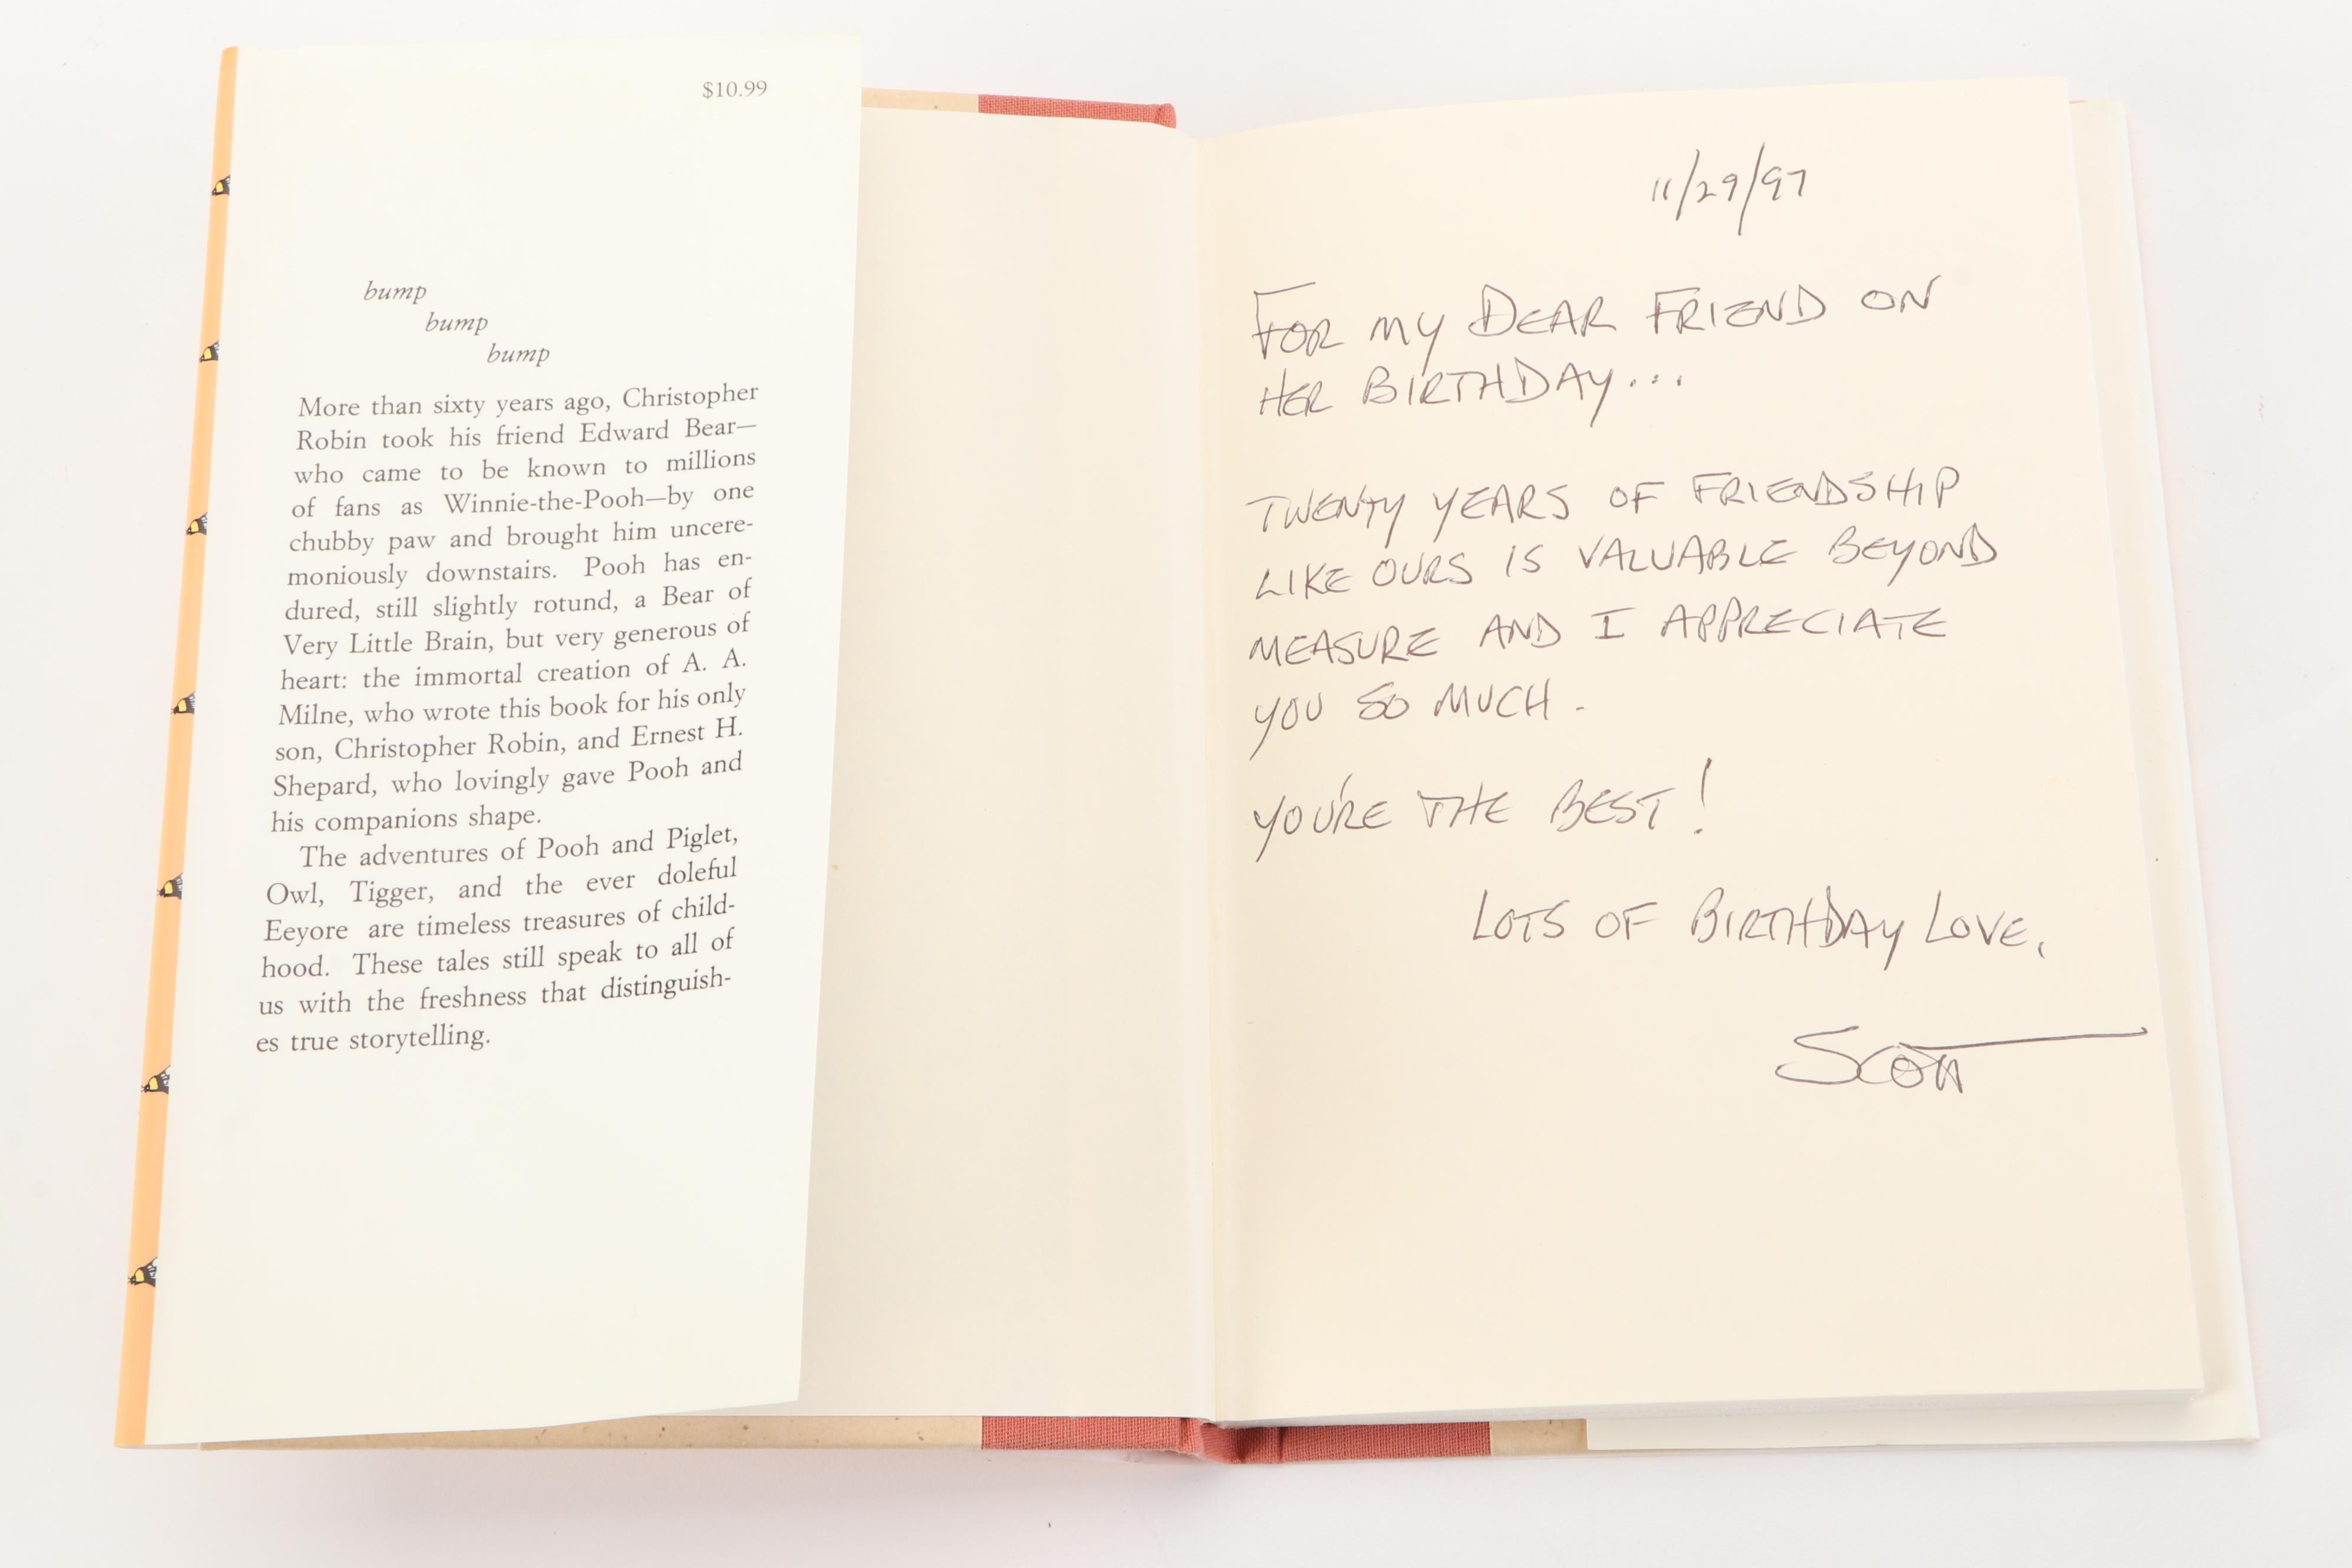 $10.99
bump
bump
bump
More than sixty years ago, Christopher
Robin took his friend Edward Bear—
who came to be known to millions
of fans as Winnie-the-Pooh—by one
chubby paw and brought him uncere-
moniously downstairs. Pooh has en-
dured, still slightly rotund, a Bear of
Very Little Brain, but very generous of
heart: the immortal creation of A. A.
Milne, who wrote this book for his only
son, Christopher Robin, and Ernest H.
Shepard, who lovingly gave Pooh and
his companions shape.
The adventures of Pooh and Piglet,
Owl, Tigger, and the ever doleful
Eeyore are timeless treasures of child-
hood. These tales still speak to all of
us with the freshness that distinguish-
es true storytelling.
11/29/97
FOR MY DEAR FRIEND ON
HER BIRTHDAY...
TWENTY YEARS OF FRIENDSHIP
LIKE OURS IS VALUABLE BEYOND
MEASURE AND I APPRECIATE
YOU SO MUCH.
YOU'RE THE BEST!
LOTS OF BIRTHDAY LOVE,
SCOTT